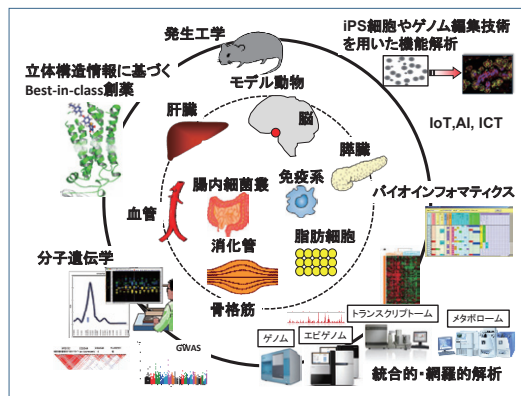 発生工学
iPS細胞やゲノム編集技術
を用いた機能解析
立体構造情報に基づく
Best-in-class創薬
モデル動物
肝臓
脳
IoT,AI, ICT
膵臓
腸内細菌叢
免疫系
血管
バイオインフォマティクス
消化管
脂肪細胞
分子遺伝学
骨格筋
トランスクリプトーム
メタボローム
ゲノム
エピゲノム
GWAS
統合的・網羅的解析